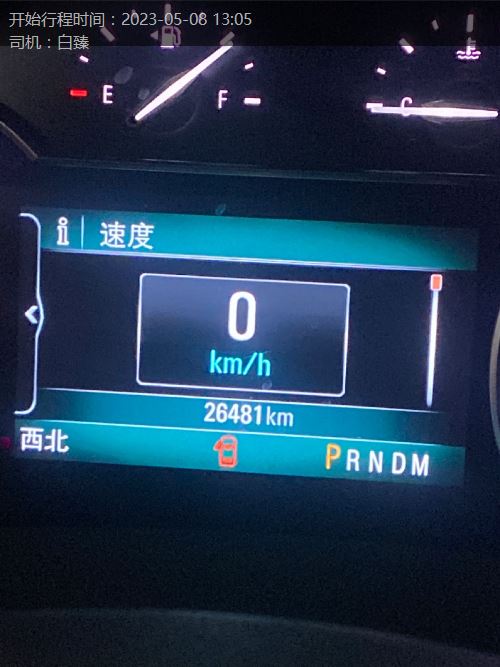 开始行程时间：2023-05-08 13:05
司机：白臻
E
F
C
i 速度
0
km/h
26481km
西北
PRNDM